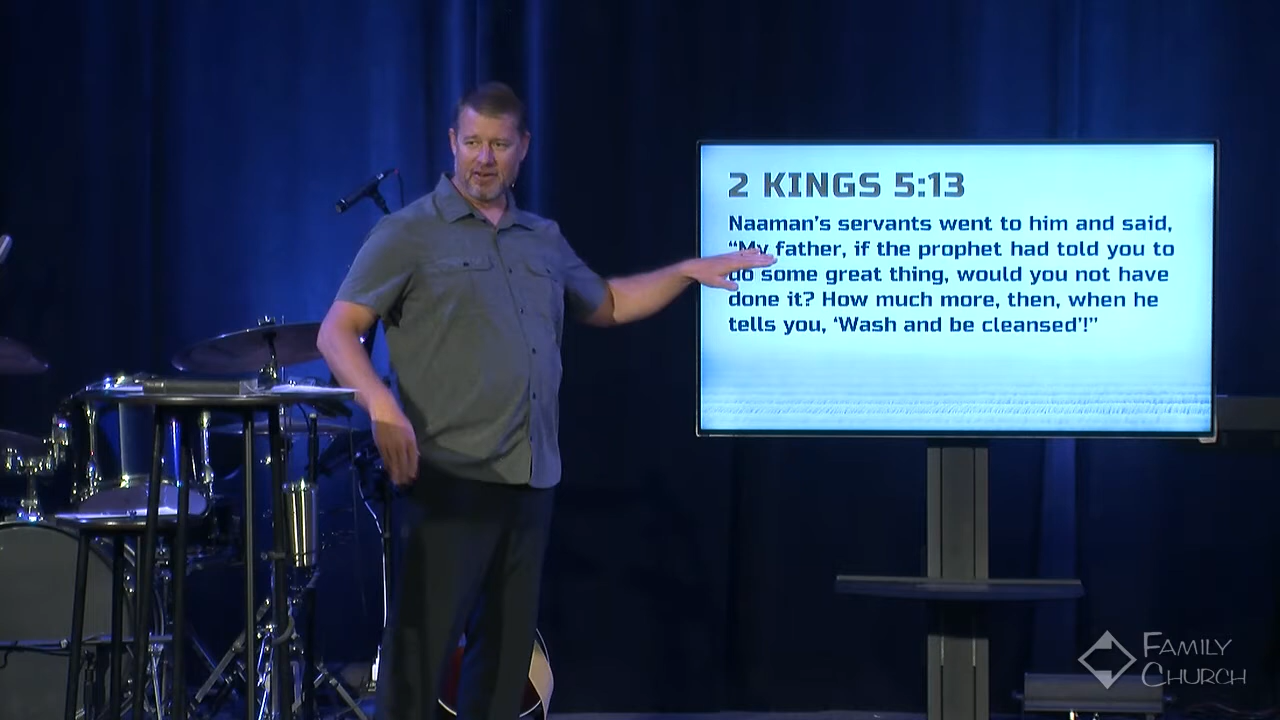 2 KINGS 5:13
Naaman's servants went to him and said,
“My father, if the prophet had told you to
do some great thing, would you not have
done it? How much more, then, when he
tells you, ‘Wash and be cleansed’!”
FAMILY
CHURCH